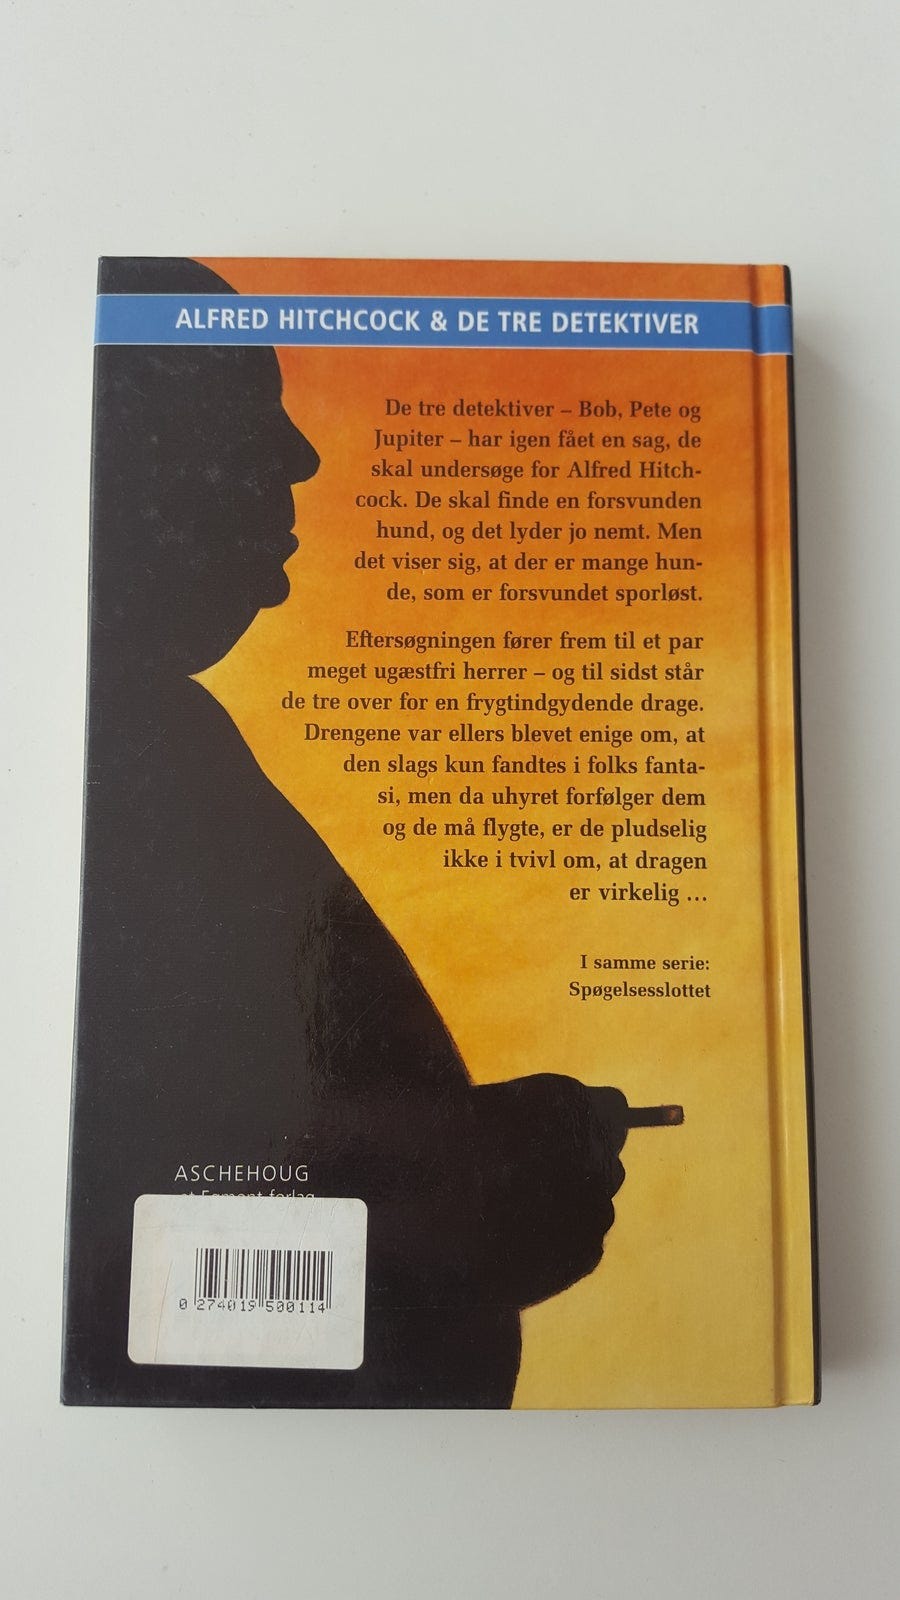 ALFRED HITCHCOCK & DE TRE DETEKTIVER
De tre detektiver – Bob, Pete og
Jupiter – har igen fået en sag, de
skal undersøge for Alfred Hitch-
cock. De skal finde en forsvunden
hund, og det lyder jo nemt. Men
det viser sig, at der er mange hun-
de, som er forsvundet sporløst.
Eftersøgningen fører frem til et par
meget ugæstfri herrer – og til sidst står
de tre over for en frygtindgydende drage.
Drengene var ellers blevet enige om, at
den slags kun fandtes i folks fanta-
si, men da uhyret forfølger dem
og de må flygte, er de pludselig
ikke i tvivl om, at dragen
er virkelig ...
I samme serie:
Spøgelsesslottet
ASCHEHOUG
et Egmont forlag
0 274019 500114